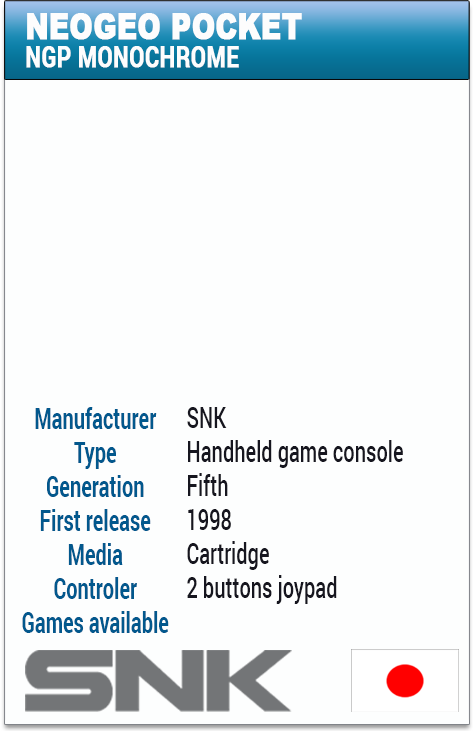 NEOGEO POCKET
NGP MONOCHROME
Manufacturer SNK
Type Handheld game console
Generation Fifth
First release 1998
Media Cartridge
Controler 2 buttons joypad
Games available
SNK